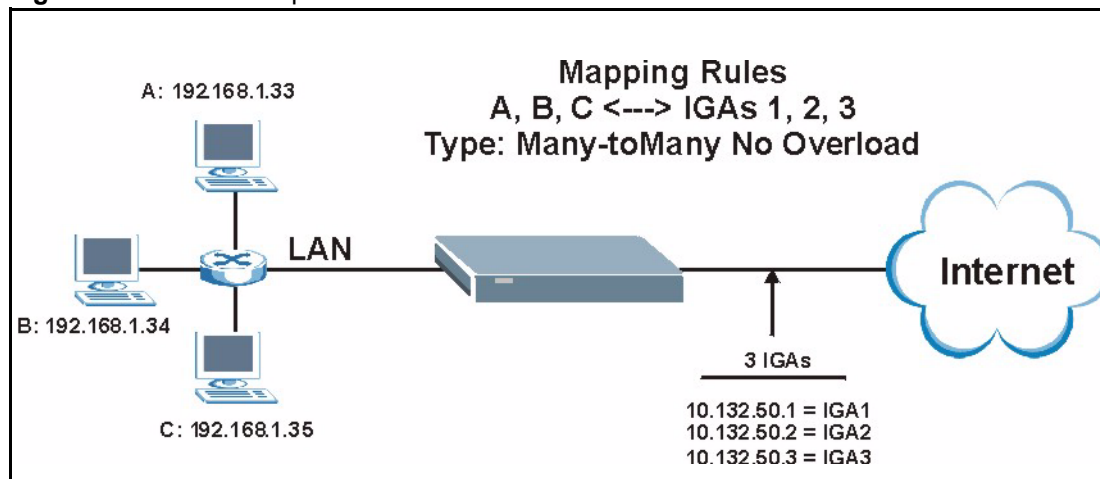 Mapping Rules
A, B, C <---> IGAs 1, 2, 3
Type: Many-toMany No Overload
A: 192.168.1.33
LAN
B: 192.168.1.34
C: 192.168.1.35
Internet
3 IGAs
10.132.50.1 = IGA1
10.132.50.2 = IGA2
10.132.50.3 = IGA3